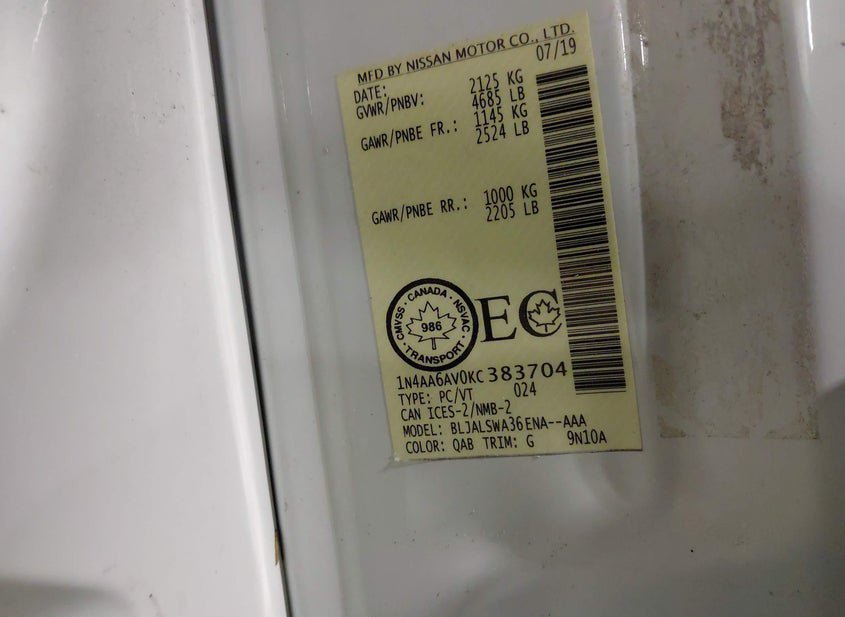 MFD BY NISSAN MOTOR CO., LTD.
DATE: 07/19
GVWR/PNBV: 2125 KG
4685 LB
GAWR/PNBE FR.: 1145 KG
2524 LB
GAWR/PNBE RR.: 1000 KG
2205 LB
CANADA · NSVAC · TRANSPORT · CMVSS ·
986
EC
1N4AA6AV0KC383704
TYPE: PC/VT 024
CAN ICES-2/NMB-2
MODEL: BLJALSWA36ENA--AAA
COLOR: QAB TRIM: G 9N10A